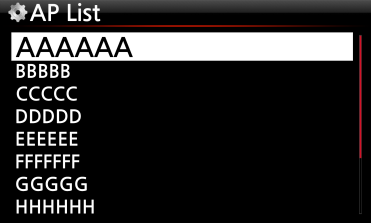 AP List
AAAAAA
BBBBB
CCCCC
DDDDD
EEEEEE
FFFFFFF
GGGGG
HHHHHH